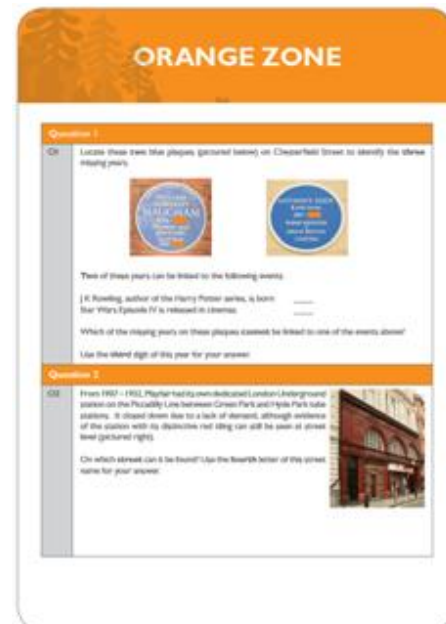 ORANGE ZONE
Question 1
Q1 Locate these two blue plaques (pictured below) on Chesterfield Street to identify the three
missing years.
MAUGHAM
Two of these years can be linked to the following events.
J K Rowling, author of the Harry Potter series, is born ____
Star Wars Episode IV is released in cinemas ____
Which of the missing years on these plaques cannot be linked to one of the events above?
Use the third digit of this year for your answer.
Question 2
Q2 From 1907 – 1932, Mayfair had its own dedicated London Underground
station on the Piccadilly Line between Green Park and Hyde Park tube
stations. It closed down due to a lack of demand, although evidence
of the station with its distinctive red tiling can still be seen at street
level (pictured right).
On which street can it be found? Use the fourth letter of this street
name for your answer.